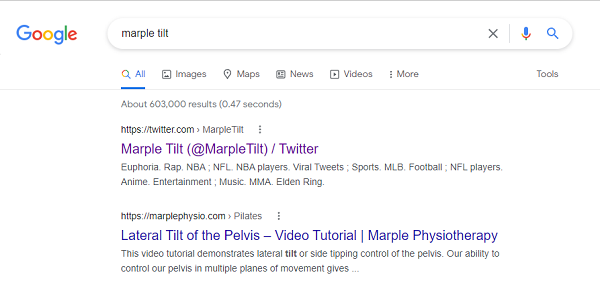 Google
marple tilt
All Images Maps News Videos More Tools
About 603,000 results (0.47 seconds)
https://twitter.com › MarpleTilt
Marple Tilt (@MarpleTilt) / Twitter
Euphoria. Rap. NBA ; NFL. NBA players. Viral Tweets ; Sports. MLB. Football ; NFL players.
Anime. Entertainment ; Music. MMA. Elden Ring.
https://marplephysio.com › Pilates
Lateral Tilt of the Pelvis – Video Tutorial | Marple Physiotherapy
This video tutorial demonstrates lateral tilt or side tipping control of the pelvis. Our ability to
control our pelvis in multiple planes of movement gives ...